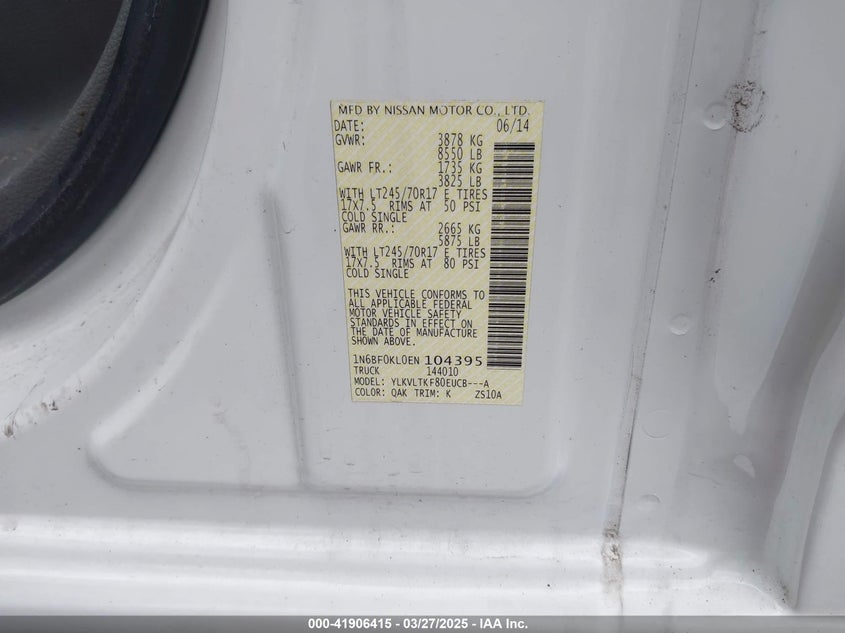 MFD BY NISSAN MOTOR CO., LTD.
DATE: 06/14
GVWR: 3878 KG
8550 LB
GAWR FR.: 1735 KG
3825 LB
WITH LT245/70R17 E TIRES
17X7.5 RIMS AT 50 PSI
COLD SINGLE
GAWR RR.: 2665 KG
5875 LB
WITH LT245/70R17 E TIRES
17X7.5 RIMS AT 80 PSI
COLD SINGLE
THIS VEHICLE CONFORMS TO
ALL APPLICABLE FEDERAL
MOTOR VEHICLE SAFETY
STANDARDS IN EFFECT ON
THE DATE OF MANUFACTURE
SHOWN ABOVE.
1N6BF0KL0EN 104395
TRUCK 144010
MODEL: YLKVLTKF80EUCB---A
COLOR: QAK TRIM: K ZS10A
000-41906415 - 03/27/2025 - IAA Inc.